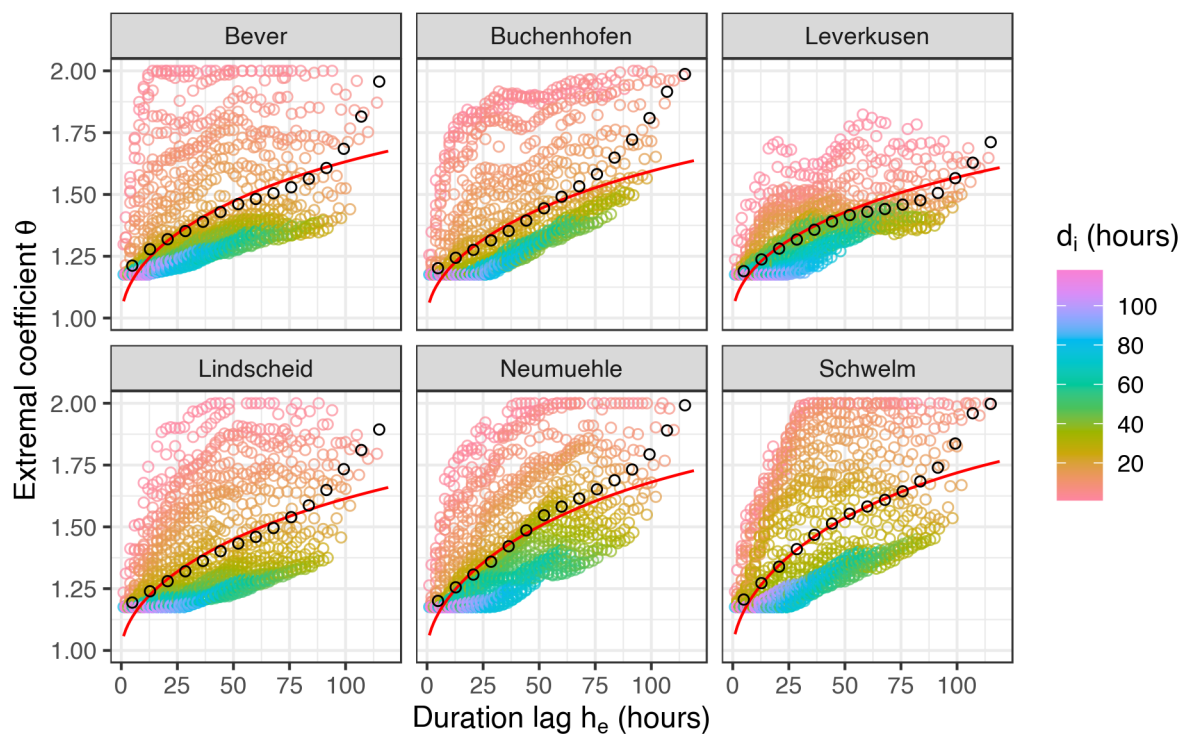 Bever
Buchenhofen
Leverkusen
2.00
1.75
1.50
1.25
1.00
Lindscheid
Neumuehle
Schwelm
2.00
1.75
1.50
1.25
1.00
0 25 50 75 100
0 25 50 75 100
0 25 50 75 100
Extremal coefficient θ
Duration lag hₑ (hours)
dᵢ (hours)
100
80
60
40
20